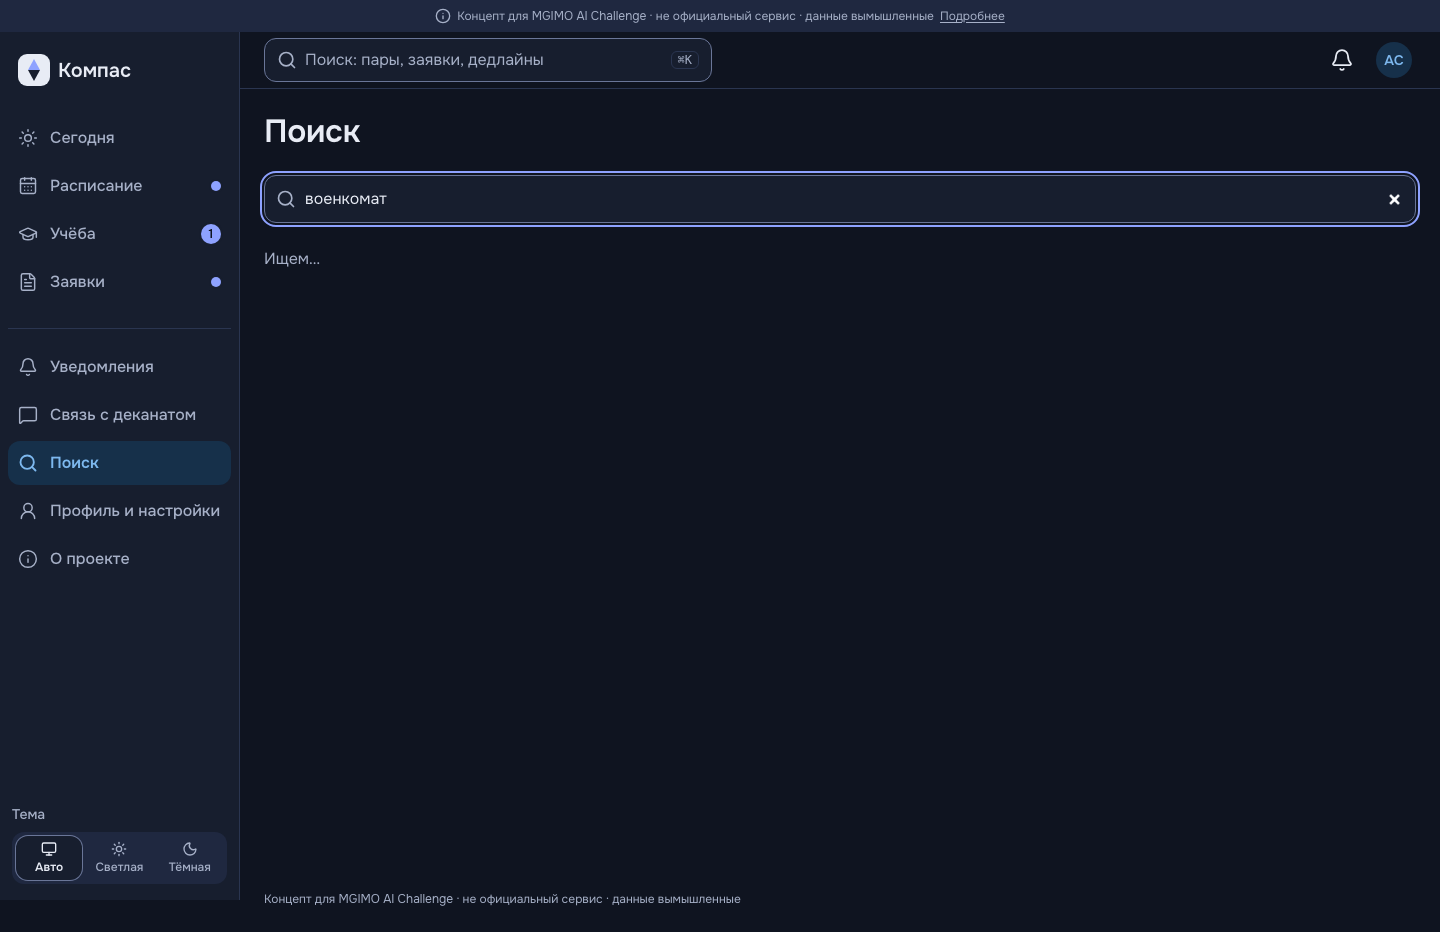 Концепт для MGIMO AI Challenge · не официальный сервис · данные вымышленные Подробнее
Компас
Поиск: пары, заявки, дедлайны
⌘K
АС
Сегодня
Расписание
Учёба
1
Заявки
Уведомления
Связь с деканатом
Поиск
Профиль и настройки
О проекте
Тема
Авто
Светлая
Тёмная
Поиск
военкомат
Ищем…
Концепт для MGIMO AI Challenge · не официальный сервис · данные вымышленные